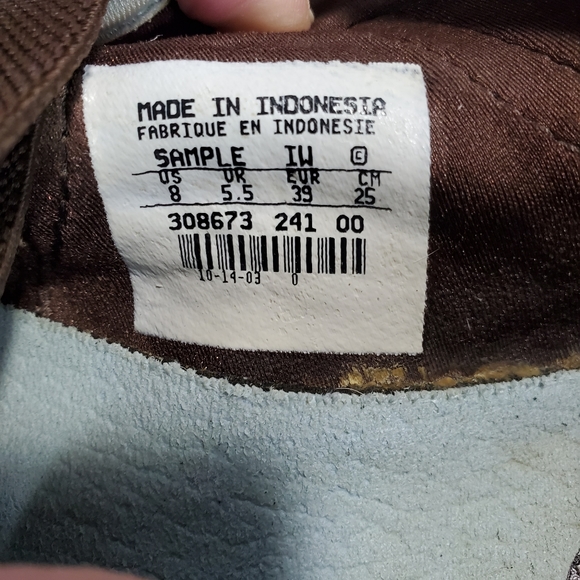 MADE IN INDONESIA
FABRIQUE EN INDONESIE
SAMPLE IW Ⓔ
US UR EUR CM
8 5.5 39 25
308673 241 00
10-14-03 0